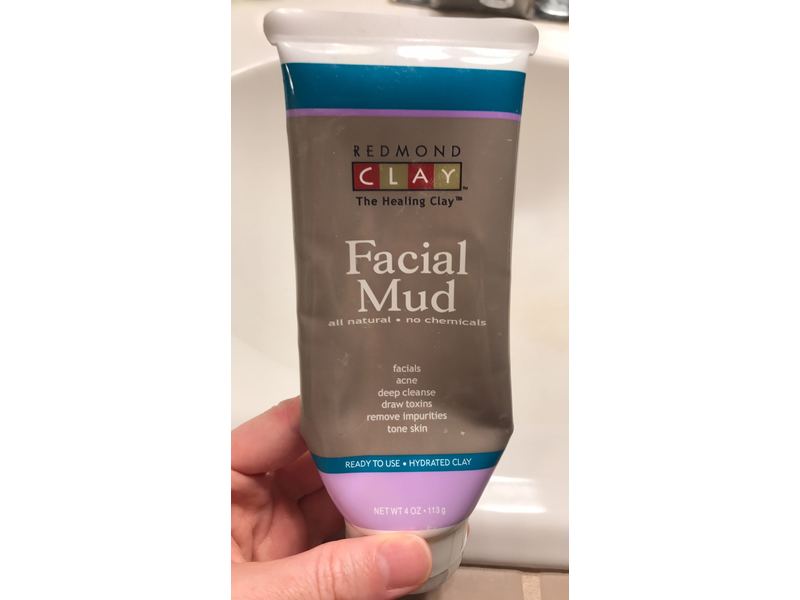 REDMOND
CLAY™
The Healing Clay™
Facial
Mud
all natural • no chemicals
facials
acne
deep cleanse
draw toxins
remove impurities
tone skin
READY TO USE • HYDRATED CLAY
NET WT 4 OZ • 113 g